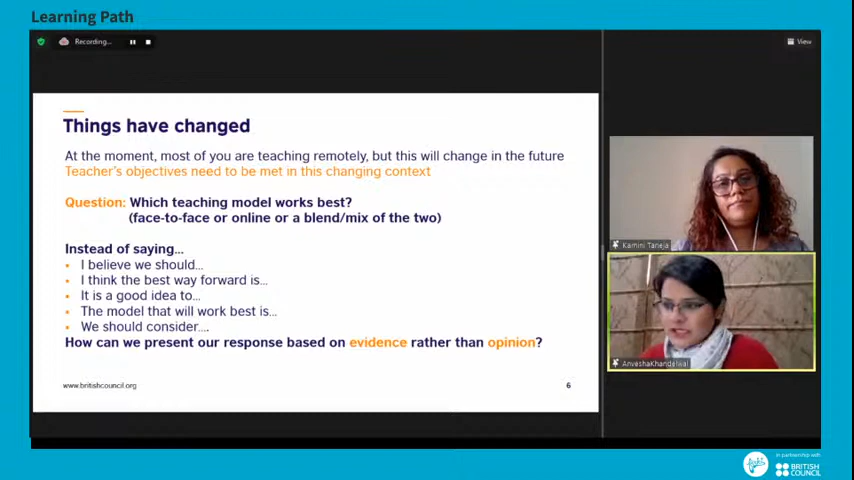 Learning Path
Recording...
View
Things have changed
At the moment, most of you are teaching remotely, but this will change in the future
Teacher's objectives need to be met in this changing context
Question: Which teaching model works best?
(face-to-face or online or a blend/mix of the two)
Instead of saying...
• I believe we should...
• I think the best way forward is...
• It is a good idea to...
• The model that will work best is...
• We should consider....
How can we present our response based on evidence rather than opinion?
www.britishcouncil.org
6
Kamini Taneja
AnveshaKhandelwal
in partnership with
BRITISH
COUNCIL